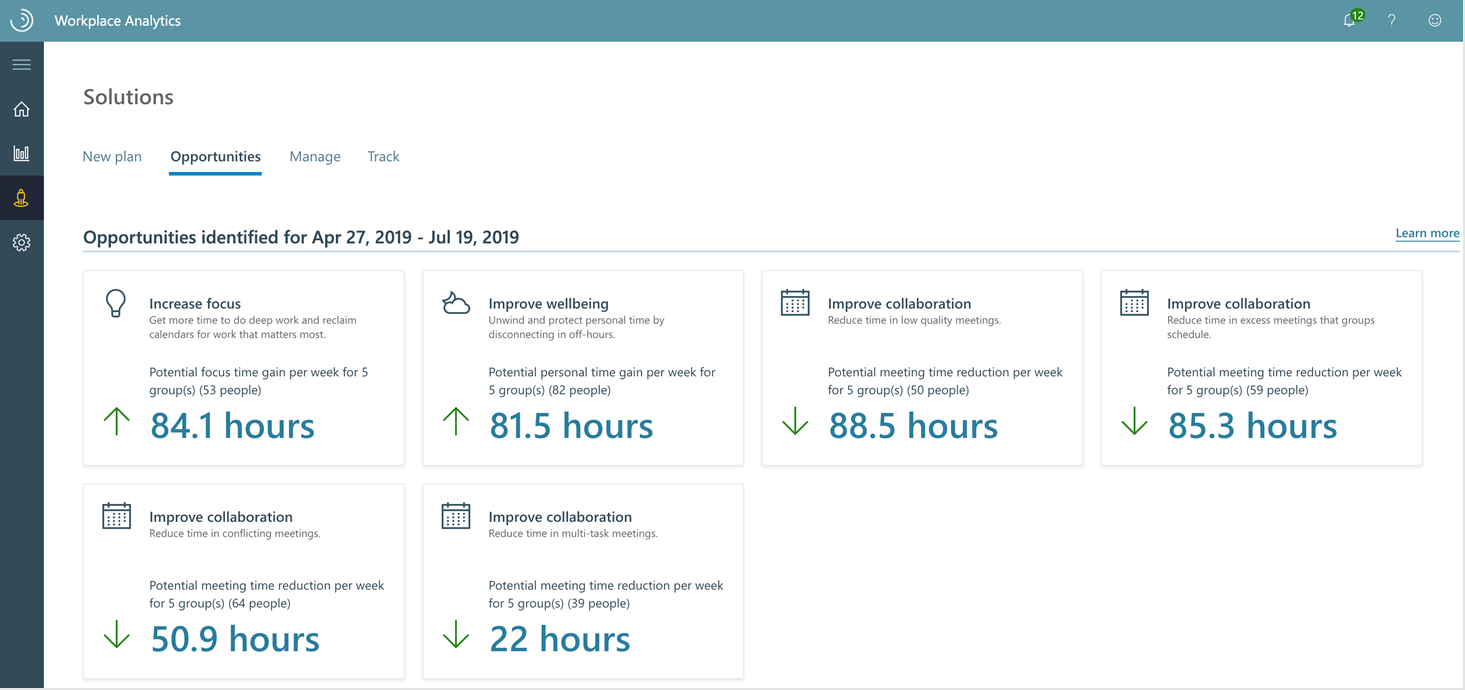 Workplace Analytics
12
?
Solutions
New plan
Opportunities
Manage
Track
Opportunities identified for Apr 27, 2019 - Jul 19, 2019
Learn more
Increase focus
Get more time to do deep work and reclaim
calendars for work that matters most.
Potential focus time gain per week for 5
group(s) (53 people)
84.1 hours
Improve wellbeing
Unwind and protect personal time by
disconnecting in off-hours.
Potential personal time gain per week for
5 group(s) (82 people)
81.5 hours
Improve collaboration
Reduce time in low quality meetings.
Potential meeting time reduction per week
for 5 group(s) (50 people)
88.5 hours
Improve collaboration
Reduce time in excess meetings that groups
schedule.
Potential meeting time reduction per week
for 5 group(s) (59 people)
85.3 hours
Improve collaboration
Reduce time in conflicting meetings.
Potential meeting time reduction per week
for 5 group(s) (64 people)
50.9 hours
Improve collaboration
Reduce time in multi-task meetings.
Potential meeting time reduction per week
for 5 group(s) (39 people)
22 hours